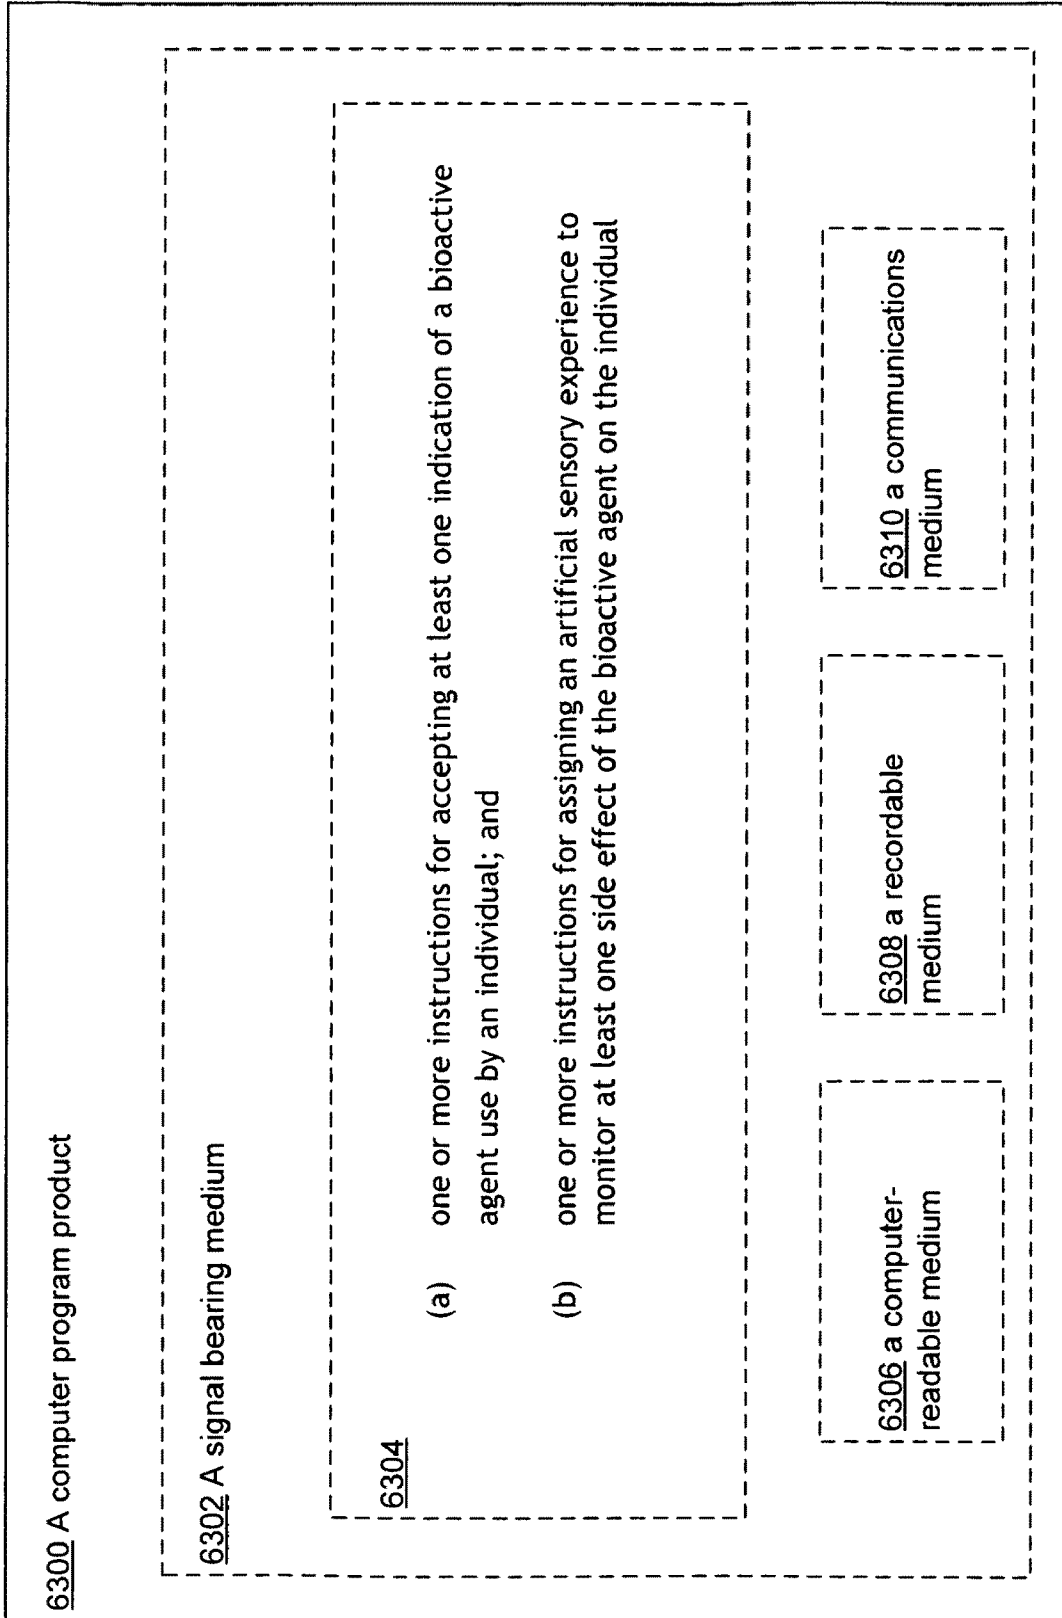 6300 A computer program product
6302 A signal bearing medium
6304
(a) one or more instructions for accepting at least one indication of a bioactive
agent use by an individual; and
(b) one or more instructions for assigning an artificial sensory experience to
monitor at least one side effect of the bioactive agent on the individual
6306 a computer-
readable medium
6308 a recordable
medium
6310 a communications
medium